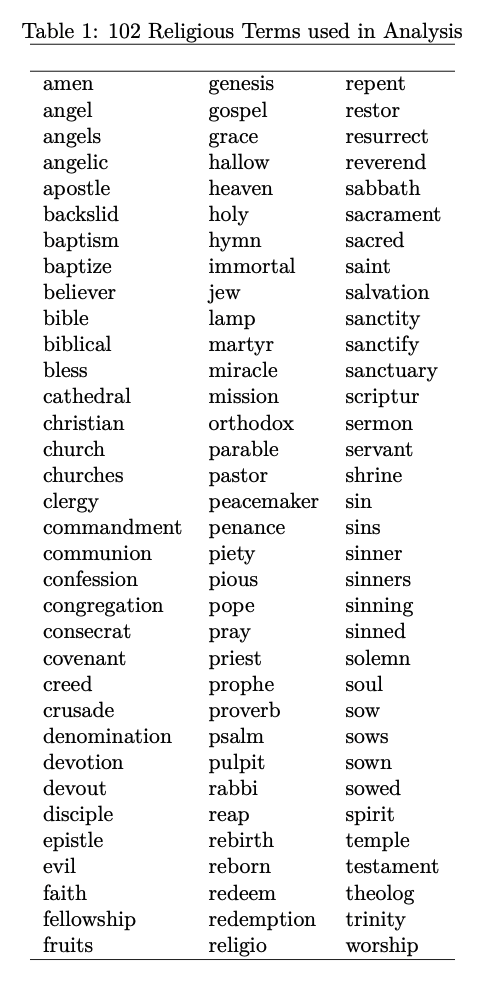 Table 1: 102 Religious Terms used in Analysis
amen genesis repent
angel gospel restor
angels grace resurrect
angelic hallow reverend
apostle heaven sabbath
backslid holy sacrament
baptism hymn sacred
baptize immortal saint
believer jew salvation
bible lamp sanctity
biblical martyr sanctify
bless miracle sanctuary
cathedral mission scriptur
christian orthodox sermon
church parable servant
churches pastor shrine
clergy peacemaker sin
commandment penance sins
communion piety sinner
confession pious sinners
congregation pope sinning
consecrat pray sinned
covenant priest solemn
creed prophe soul
crusade proverb sow
denomination psalm sows
devotion pulpit sown
devout rabbi sowed
disciple reap spirit
epistle rebirth temple
evil reborn testament
faith redeem theolog
fellowship redemption trinity
fruits religio worship